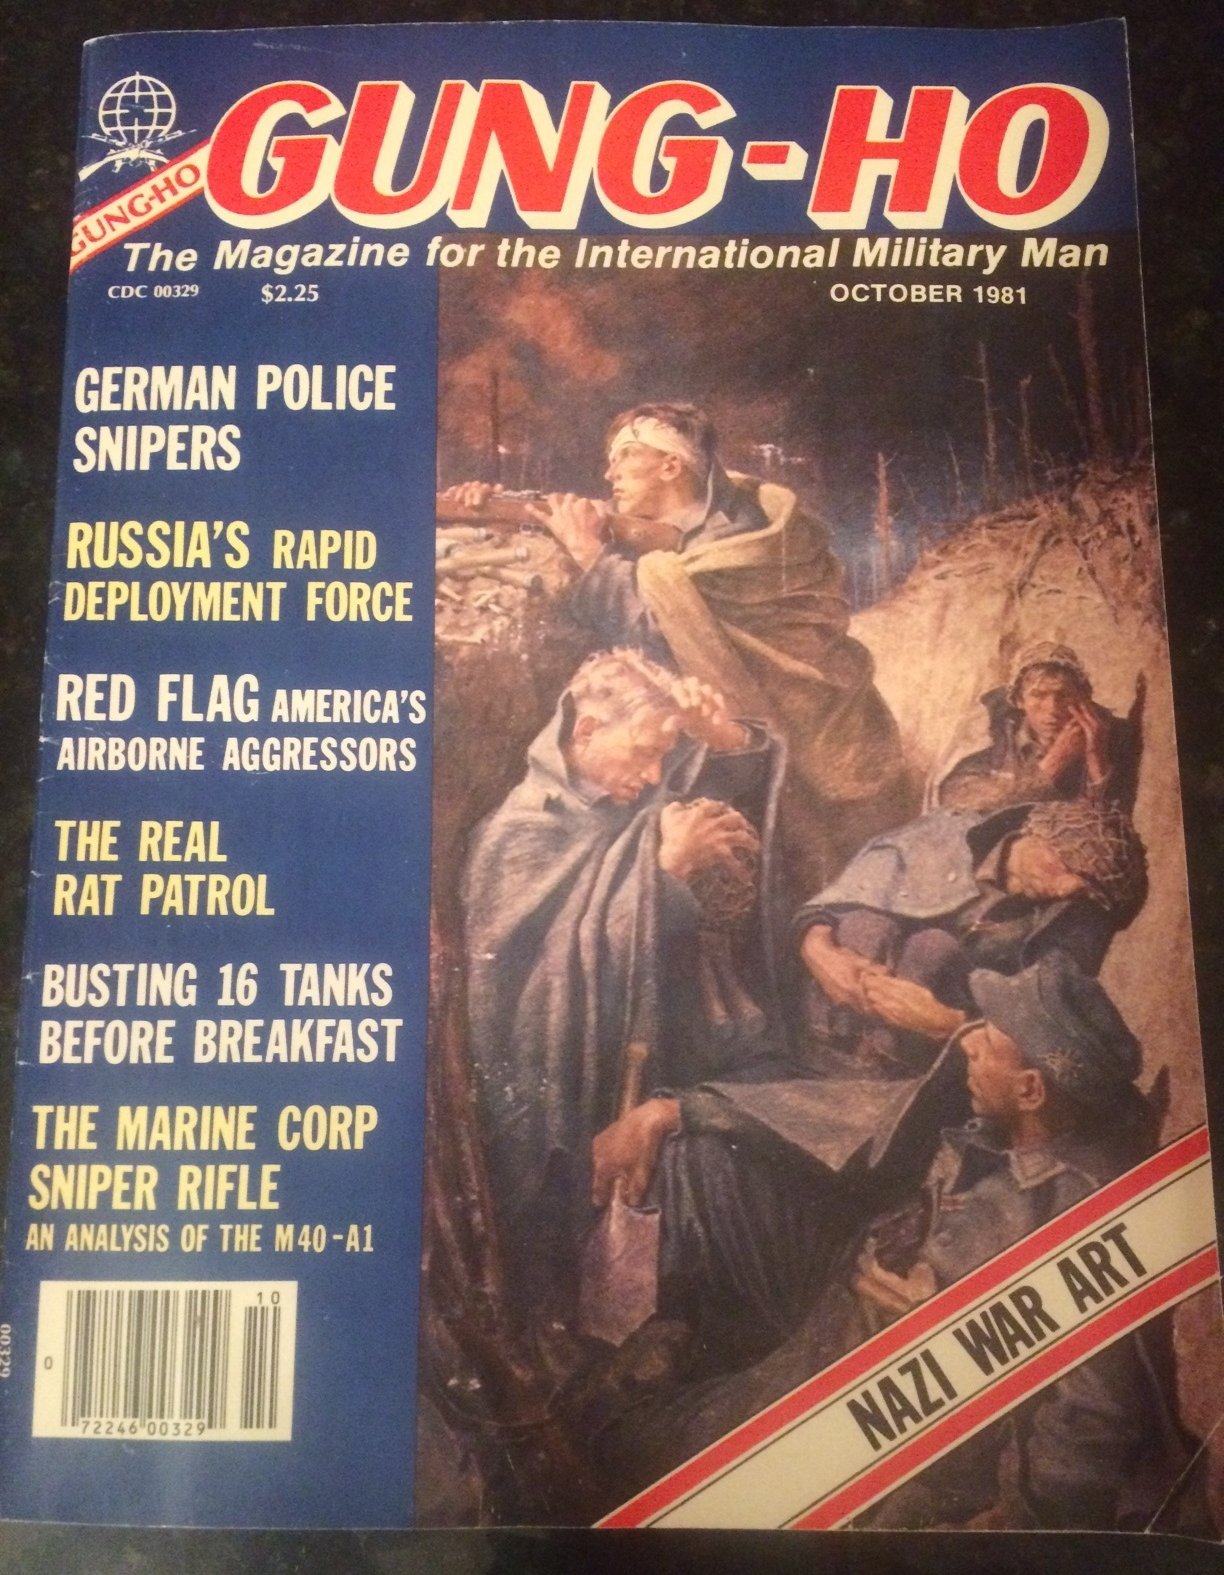 GUNG-HO
GUNG-HO
The Magazine for the International Military Man
CDC 00329 $2.25 OCTOBER 1981
GERMAN POLICE
SNIPERS
RUSSIA'S RAPID
DEPLOYMENT FORCE
RED FLAG AMERICA'S
AIRBORNE AGGRESSORS
THE REAL
RAT PATROL
BUSTING 16 TANKS
BEFORE BREAKFAST
THE MARINE CORP
SNIPER RIFLE
AN ANALYSIS OF THE M40-A1
10
0
72246 00329
00329
NAZI WAR ART